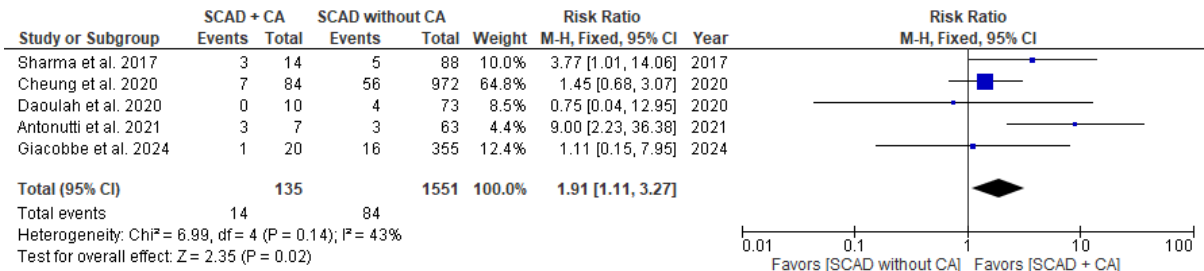 SCAD + CA SCAD without CA Risk Ratio Risk Ratio
Study or Subgroup Events Total Events Total Weight M-H, Fixed, 95% CI Year M-H, Fixed, 95% CI
Sharma et al. 2017 3 14 5 88 10.0% 3.77 [1.01, 14.06] 2017
Cheung et al. 2020 7 84 56 972 64.8% 1.45 [0.68, 3.07] 2020
Daoulah et al. 2020 0 10 4 73 8.5% 0.75 [0.04, 12.95] 2020
Antonutti et al. 2021 3 7 3 63 4.4% 9.00 [2.23, 36.38] 2021
Giacobbe et al. 2024 1 20 16 355 12.4% 1.11 [0.15, 7.95] 2024
Total (95% CI) 135 1551 100.0% 1.91 [1.11, 3.27]
Total events 14 84
Heterogeneity: Chi² = 6.99, df = 4 (P = 0.14); I² = 43%
Test for overall effect: Z = 2.35 (P = 0.02)
0.01 0.1 1 10 100
Favors [SCAD without CA] Favors [SCAD + CA]